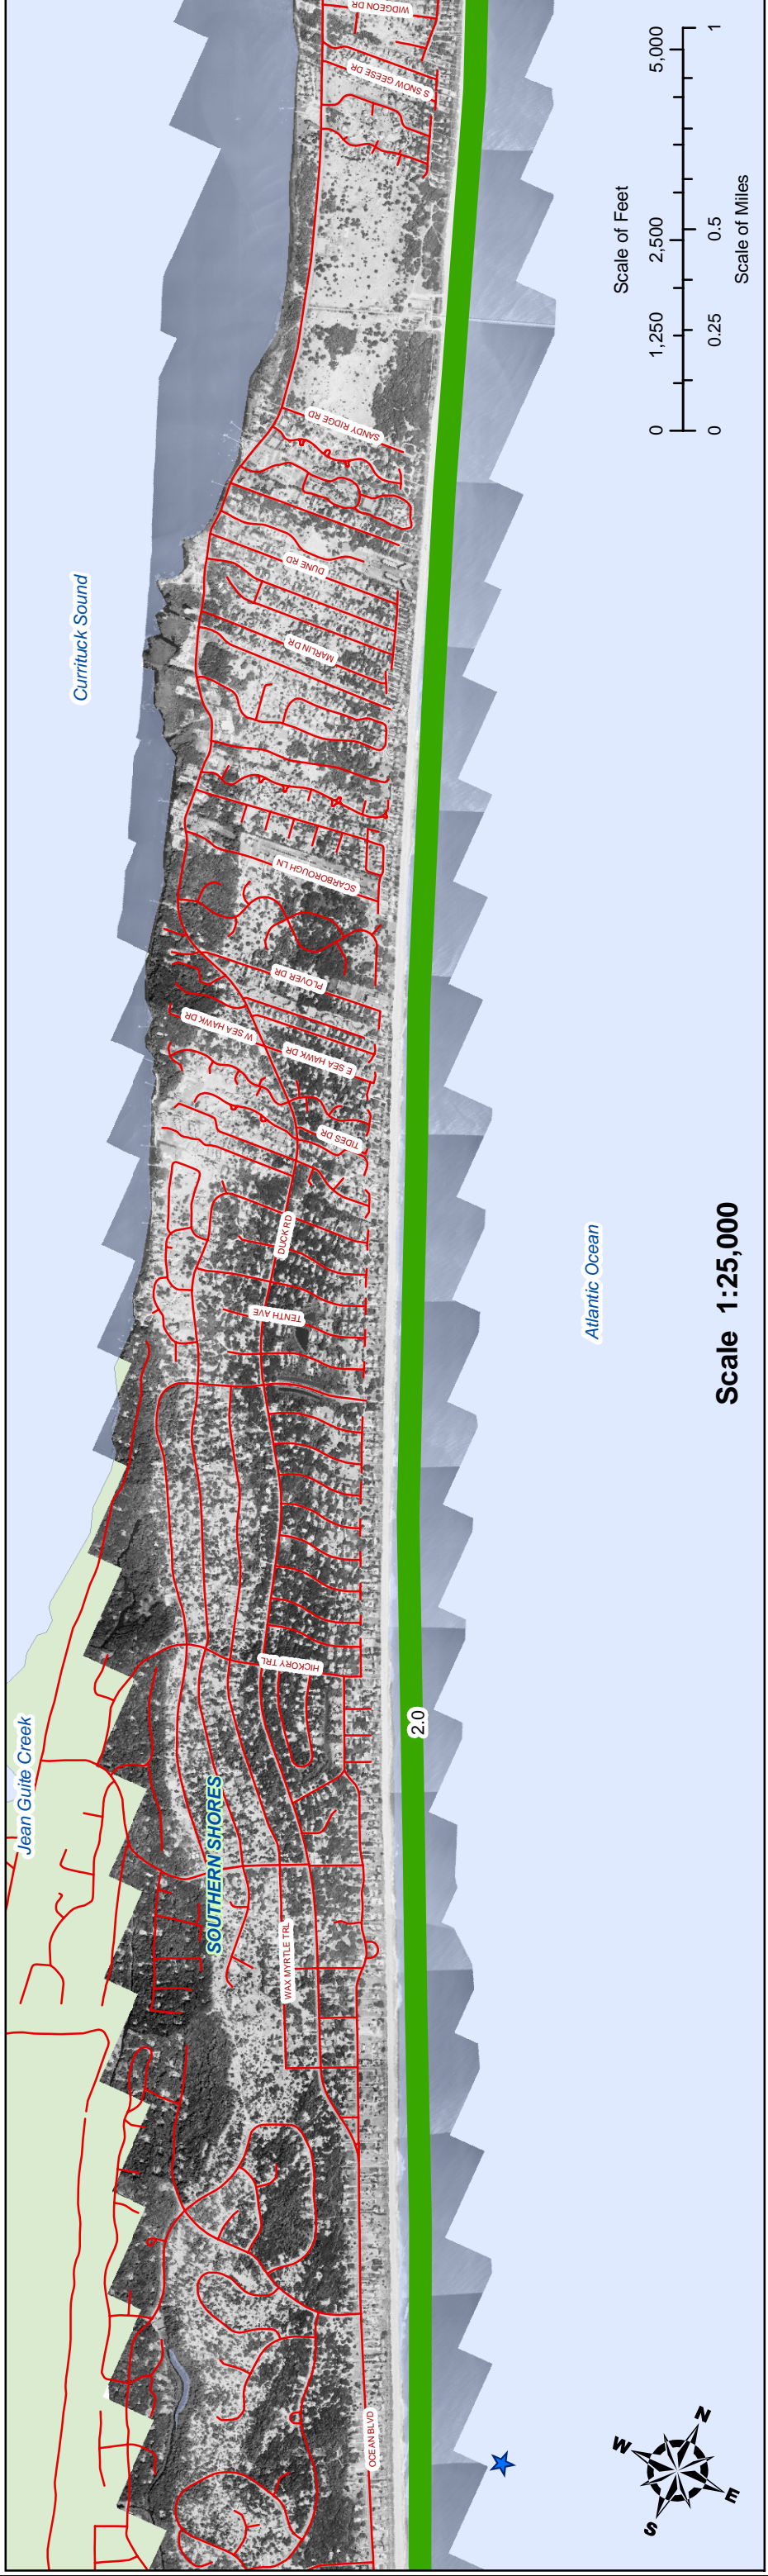 WIDGEON DR
S SNOW GEESE DR
SANDY RIDGE RD
DUNE RD
MARLIN DR
SCARBOROUGH LN
PLOVER DR
W SEA HAWK DR
E SEA HAWK DR
TIDES DR
DUCK RD
TENTH AVE
HICKORY TRL
WAX MYRTLE TRL
OCEAN BLVD
Currituck Sound
Jean Guite Creek
SOUTHERN SHORES
2.0
Atlantic Ocean
Scale 1:25,000
Scale of Feet
0 1,250 2,500 5,000
0 0.25 0.5 1
Scale of Miles
N
W
E
S